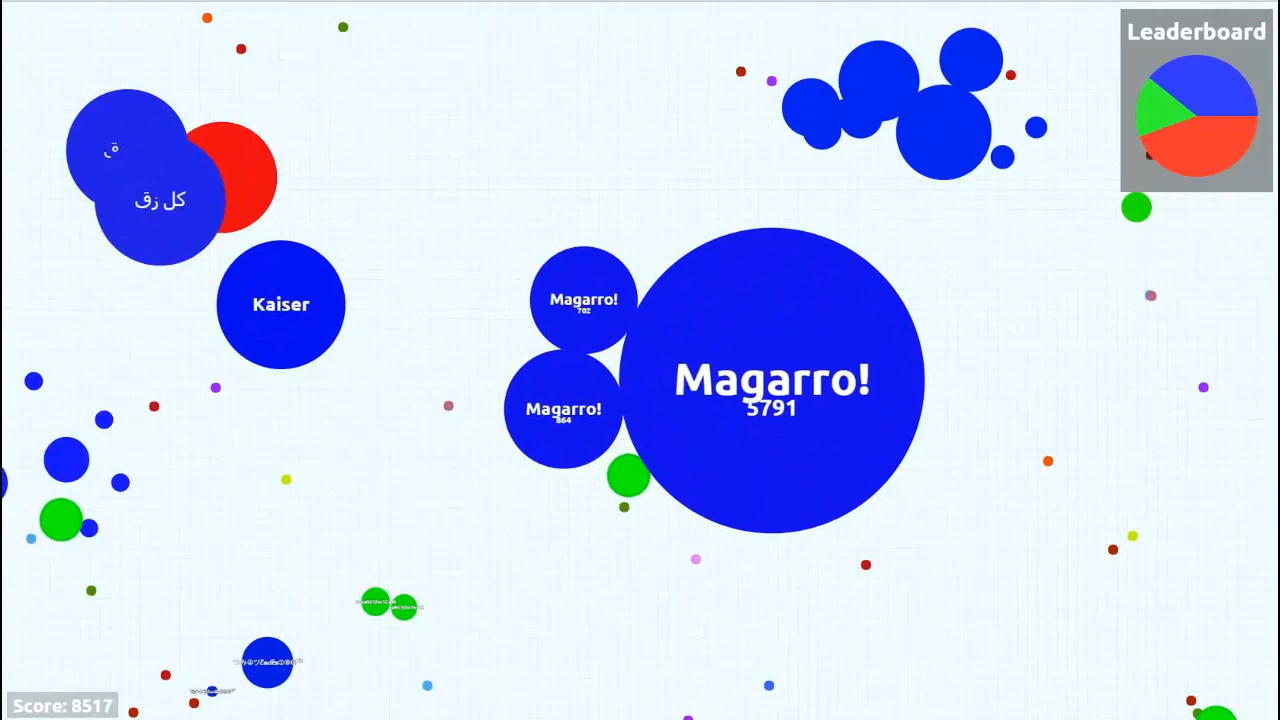 Leaderboard
ق
كل زق
Kaiser
Magarro!
702
Magarro!
5791
Magarro!
864
Score: 8517